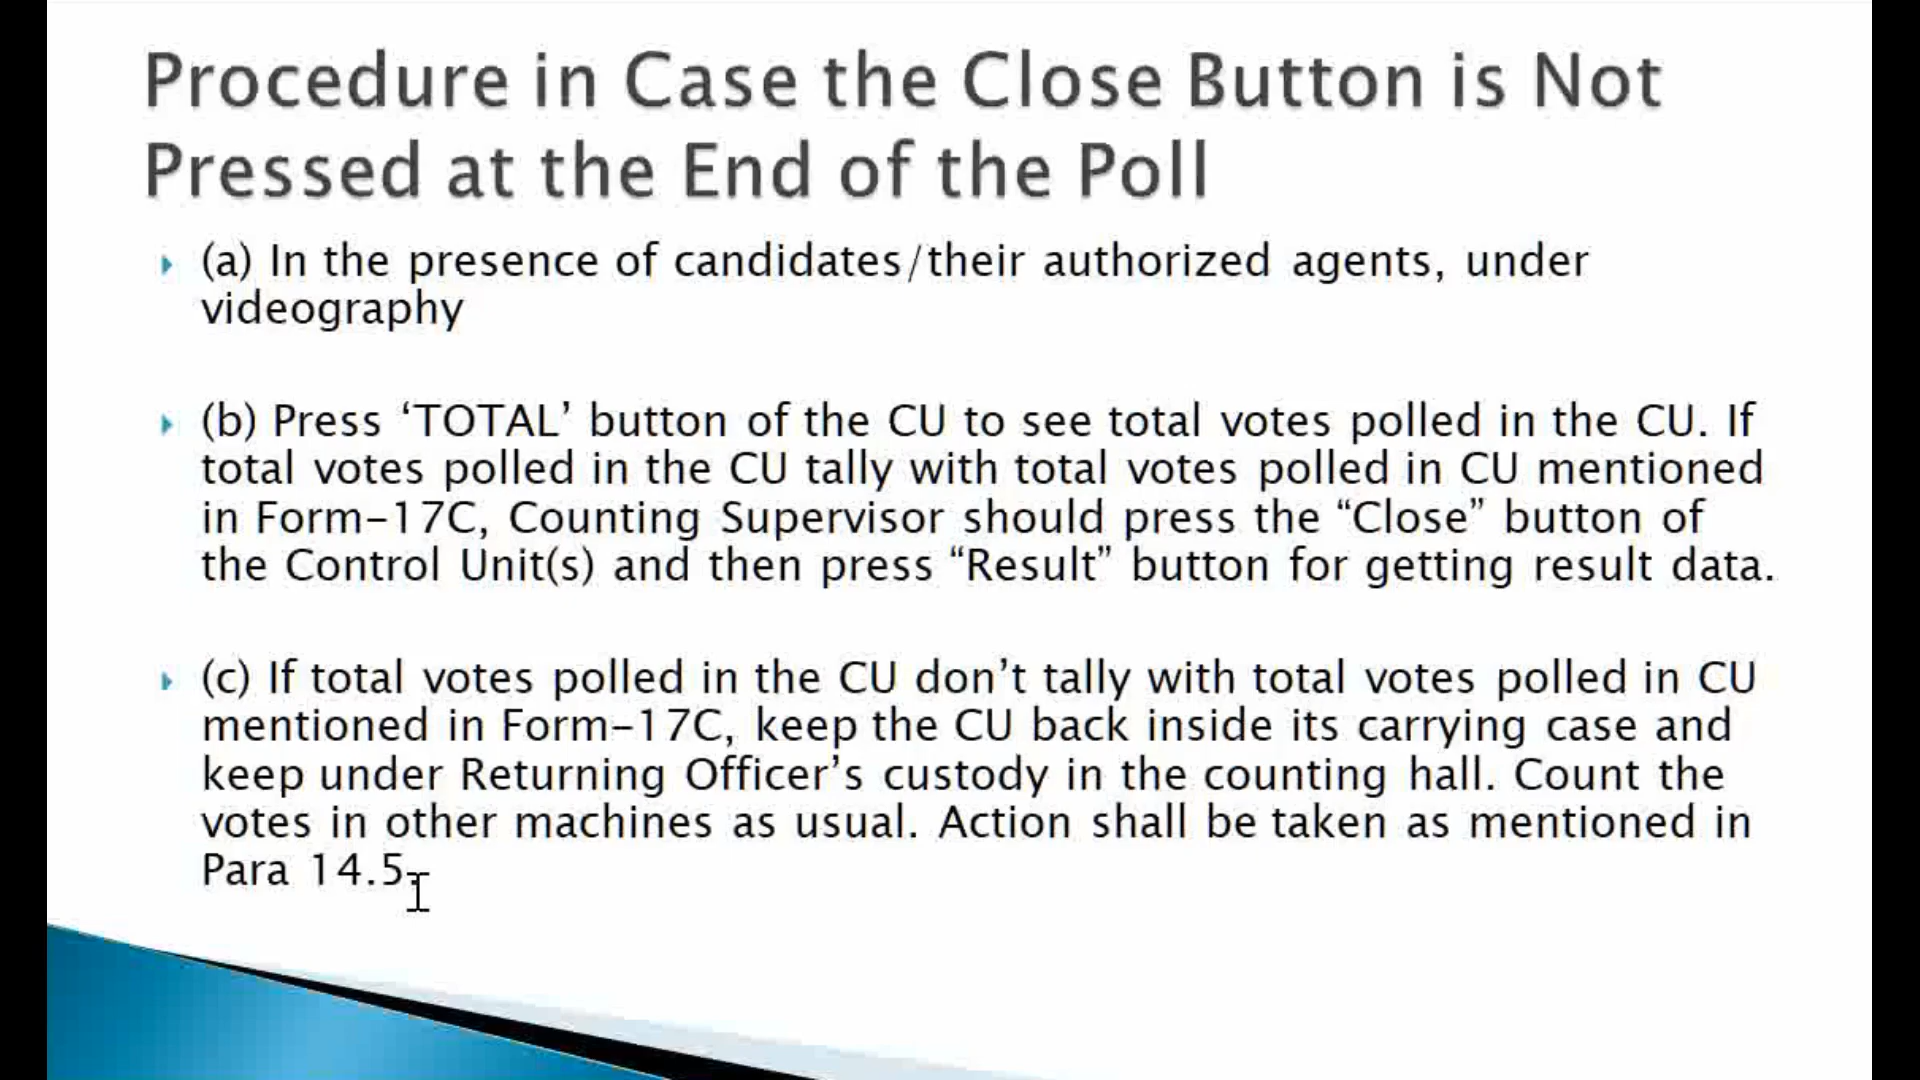 Procedure in Case the Close Button is Not
Pressed at the End of the Poll
(a) In the presence of candidates/their authorized agents, under
videography
(b) Press ‘TOTAL’ button of the CU to see total votes polled in the CU. If
total votes polled in the CU tally with total votes polled in CU mentioned
in Form-17C, Counting Supervisor should press the “Close” button of
the Control Unit(s) and then press “Result” button for getting result data.
(c) If total votes polled in the CU don’t tally with total votes polled in CU
mentioned in Form-17C, keep the CU back inside its carrying case and
keep under Returning Officer’s custody in the counting hall. Count the
votes in other machines as usual. Action shall be taken as mentioned in
Para 14.5.